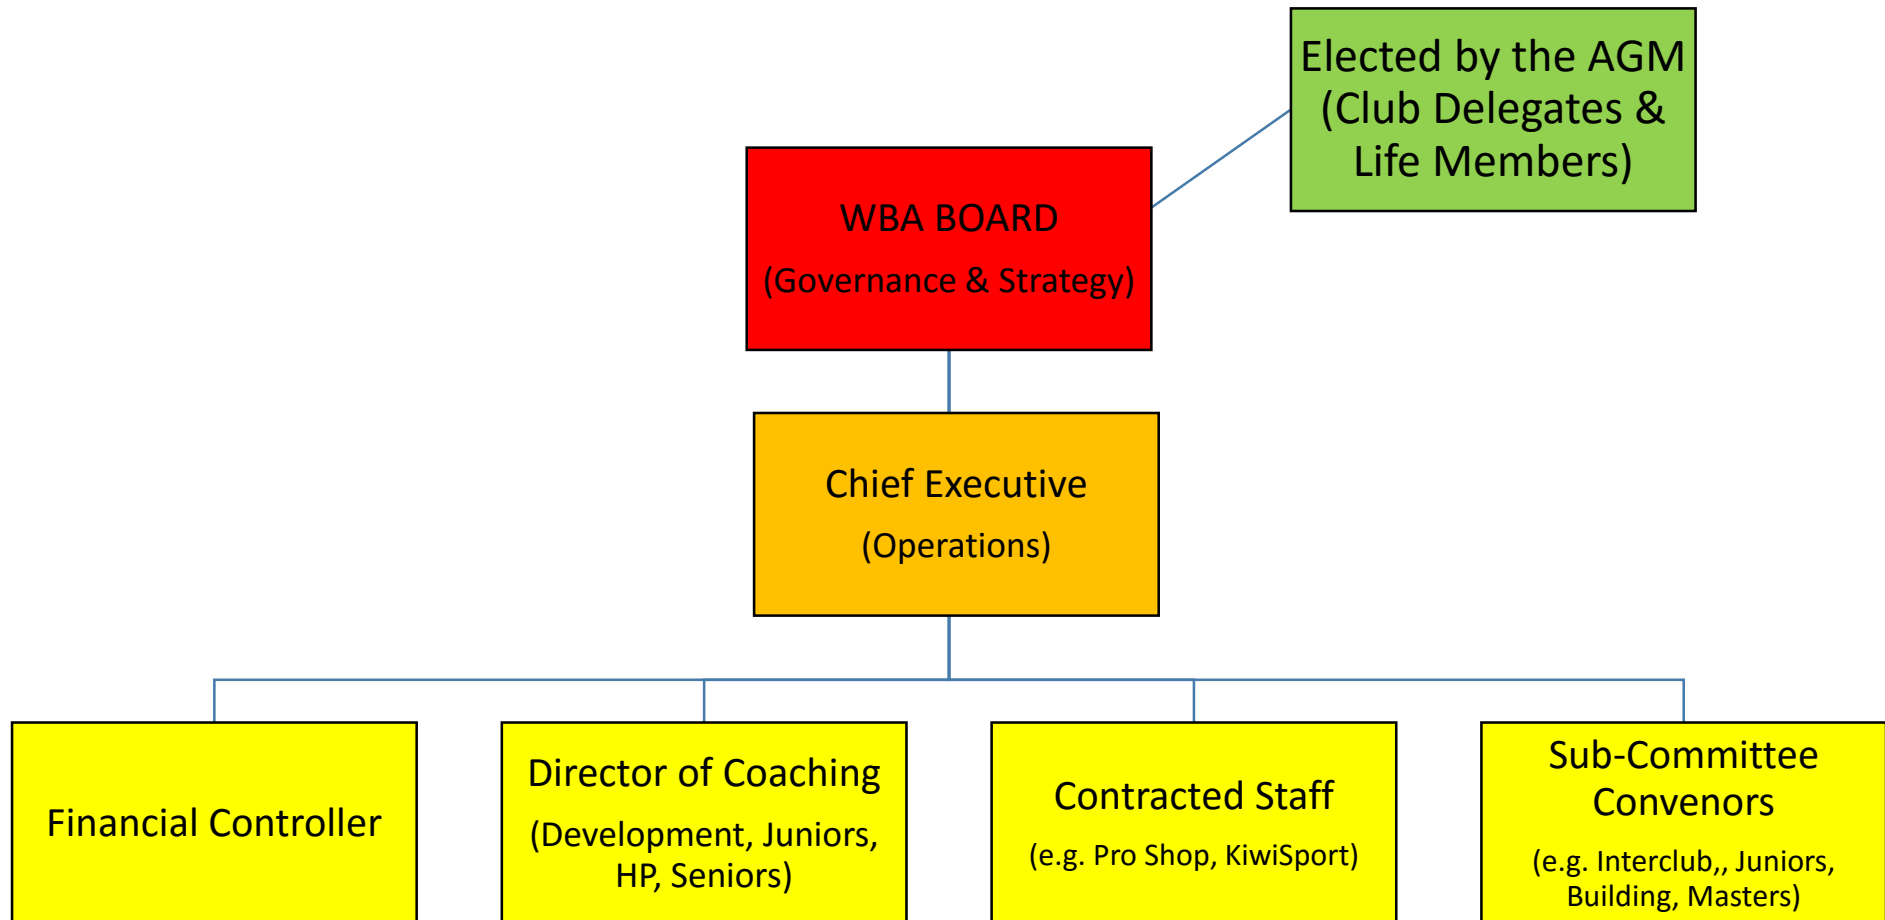 Elected by the AGM
(Club Delegates &
Life Members)
WBA BOARD
(Governance & Strategy)
Chief Executive
(Operations)
Financial Controller
Director of Coaching
(Development, Juniors,
HP, Seniors)
Contracted Staff
(e.g. Pro Shop, KiwiSport)
Sub-Committee
Convenors
(e.g. Interclub,, Juniors,
Building, Masters)